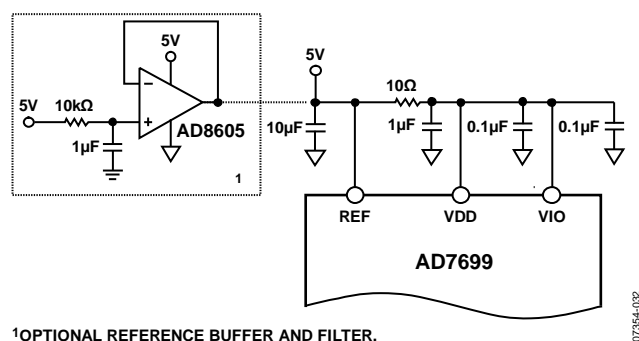 5V
5V
5V
10kΩ
10Ω
−
+
AD8605
1µF
10µF
1µF
0.1µF
0.1µF
1
REF
VDD
VIO
AD7699
1OPTIONAL REFERENCE BUFFER AND FILTER.
07354-032